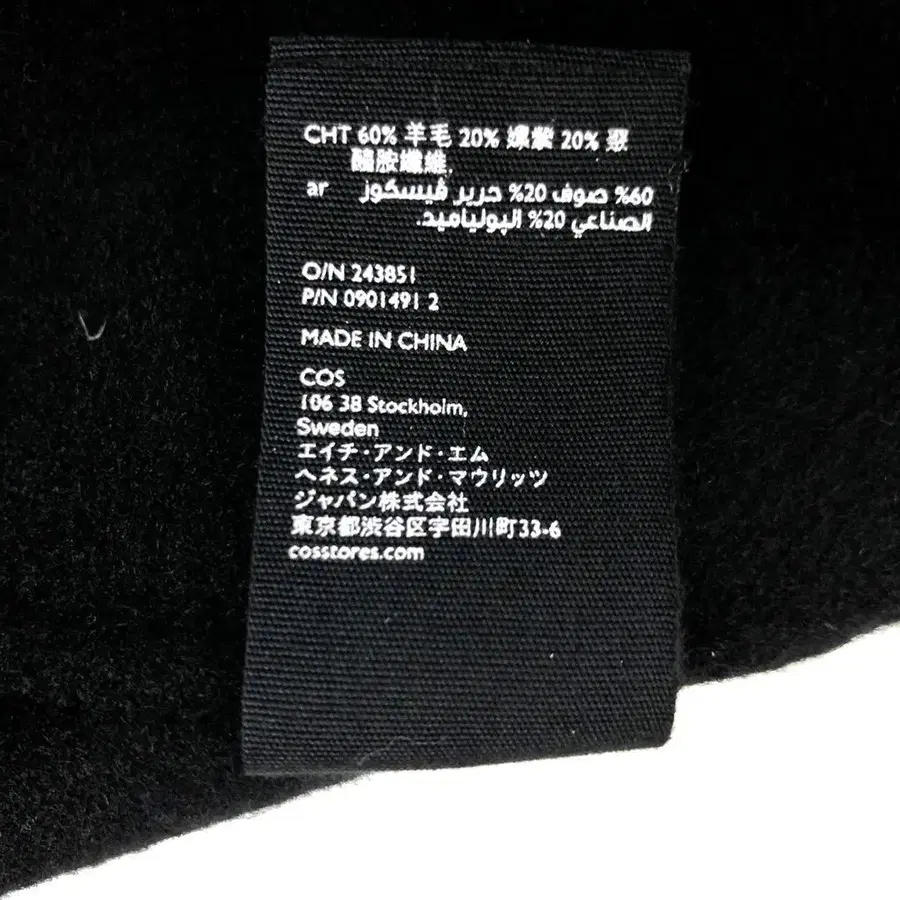 CHT 60% 羊毛 20% 嫘縈 20% 聚
醯胺纖維.
ar 60% صوف 20% حرير ڤيسكوز
الصناعي 20% البولياميد.
O/N 243851
P/N 0901491 2
MADE IN CHINA
COS
106 38 Stockholm,
Sweden
エイチ・アンド・エム
ヘネス・アンド・マウリッツ
ジャパン株式会社
東京都渋谷区宇田川町33-6
cosstores.com